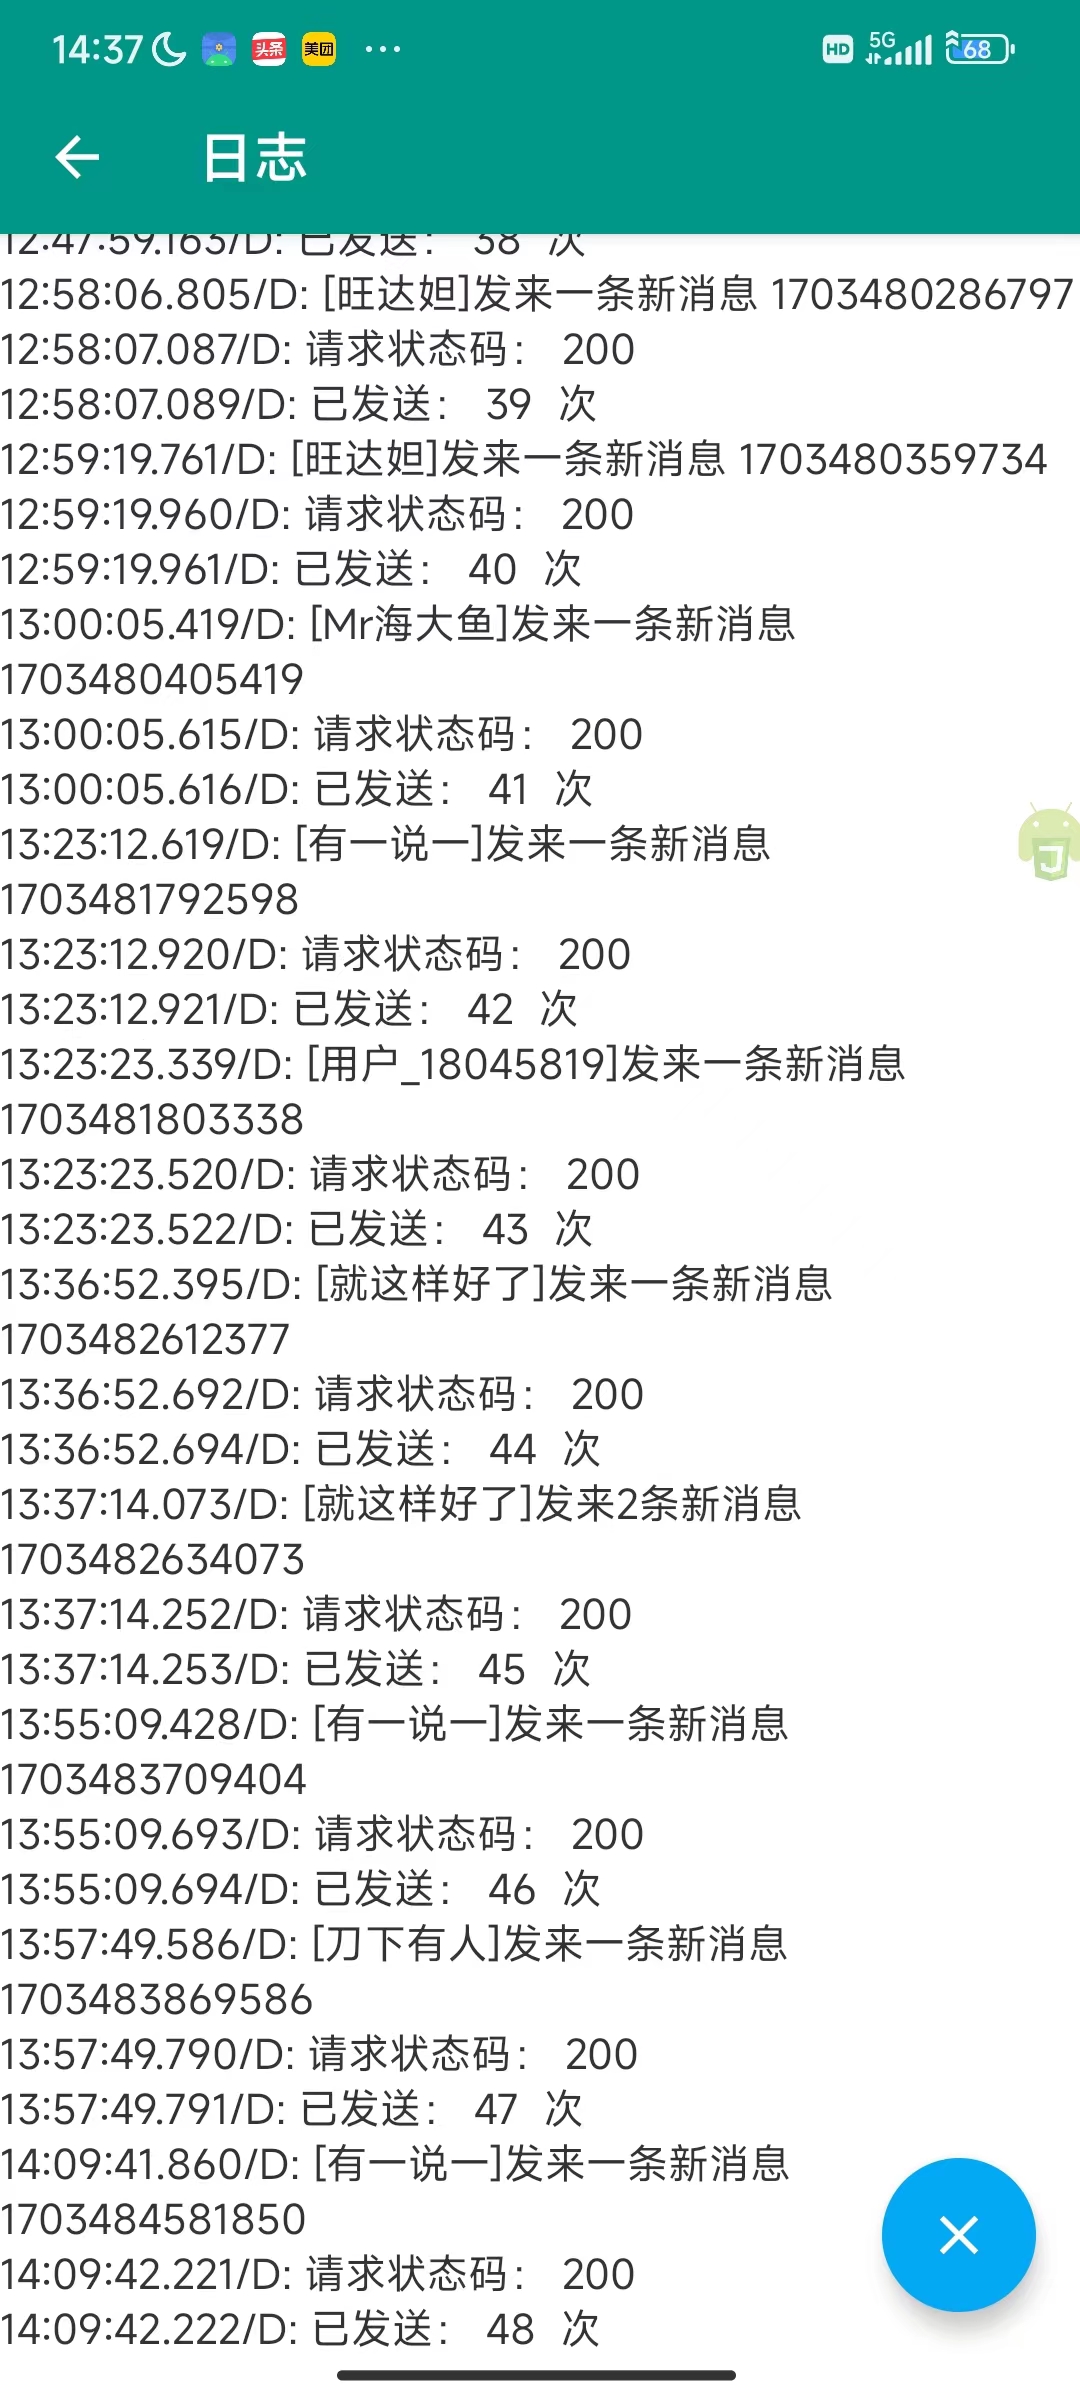 14:37 头条 美团 ... HD 5G 68
日志
12:47:59.163/D: 已发送： 38 次
12:58:06.805/D: [旺达妲]发来一条新消息 1703480286797
12:58:07.087/D: 请求状态码： 200
12:58:07.089/D: 已发送： 39 次
12:59:19.761/D: [旺达妲]发来一条新消息 1703480359734
12:59:19.960/D: 请求状态码： 200
12:59:19.961/D: 已发送： 40 次
13:00:05.419/D: [Mr海大鱼]发来一条新消息
1703480405419
13:00:05.615/D: 请求状态码： 200
13:00:05.616/D: 已发送： 41 次
13:23:12.619/D: [有一说一]发来一条新消息
1703481792598
13:23:12.920/D: 请求状态码： 200
13:23:12.921/D: 已发送： 42 次
13:23:23.339/D: [用户_18045819]发来一条新消息
1703481803338
13:23:23.520/D: 请求状态码： 200
13:23:23.522/D: 已发送： 43 次
13:36:52.395/D: [就这样好了]发来一条新消息
1703482612377
13:36:52.692/D: 请求状态码： 200
13:36:52.694/D: 已发送： 44 次
13:37:14.073/D: [就这样好了]发来2条新消息
1703482634073
13:37:14.252/D: 请求状态码： 200
13:37:14.253/D: 已发送： 45 次
13:55:09.428/D: [有一说一]发来一条新消息
1703483709404
13:55:09.693/D: 请求状态码： 200
13:55:09.694/D: 已发送： 46 次
13:57:49.586/D: [刀下有人]发来一条新消息
1703483869586
13:57:49.790/D: 请求状态码： 200
13:57:49.791/D: 已发送： 47 次
14:09:41.860/D: [有一说一]发来一条新消息
1703484581850
14:09:42.221/D: 请求状态码： 200
14:09:42.222/D: 已发送： 48 次